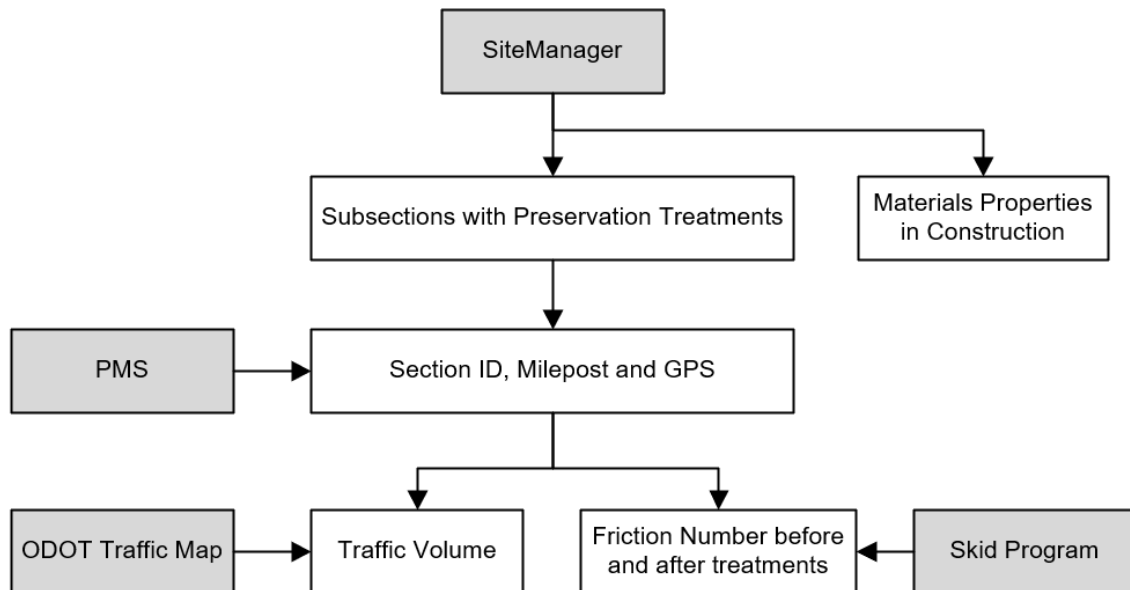 SiteManager
Subsections with Preservation Treatments
Materials Properties
in Construction
PMS
Section ID, Milepost and GPS
ODOT Traffic Map
Traffic Volume
Friction Number before
and after treatments
Skid Program